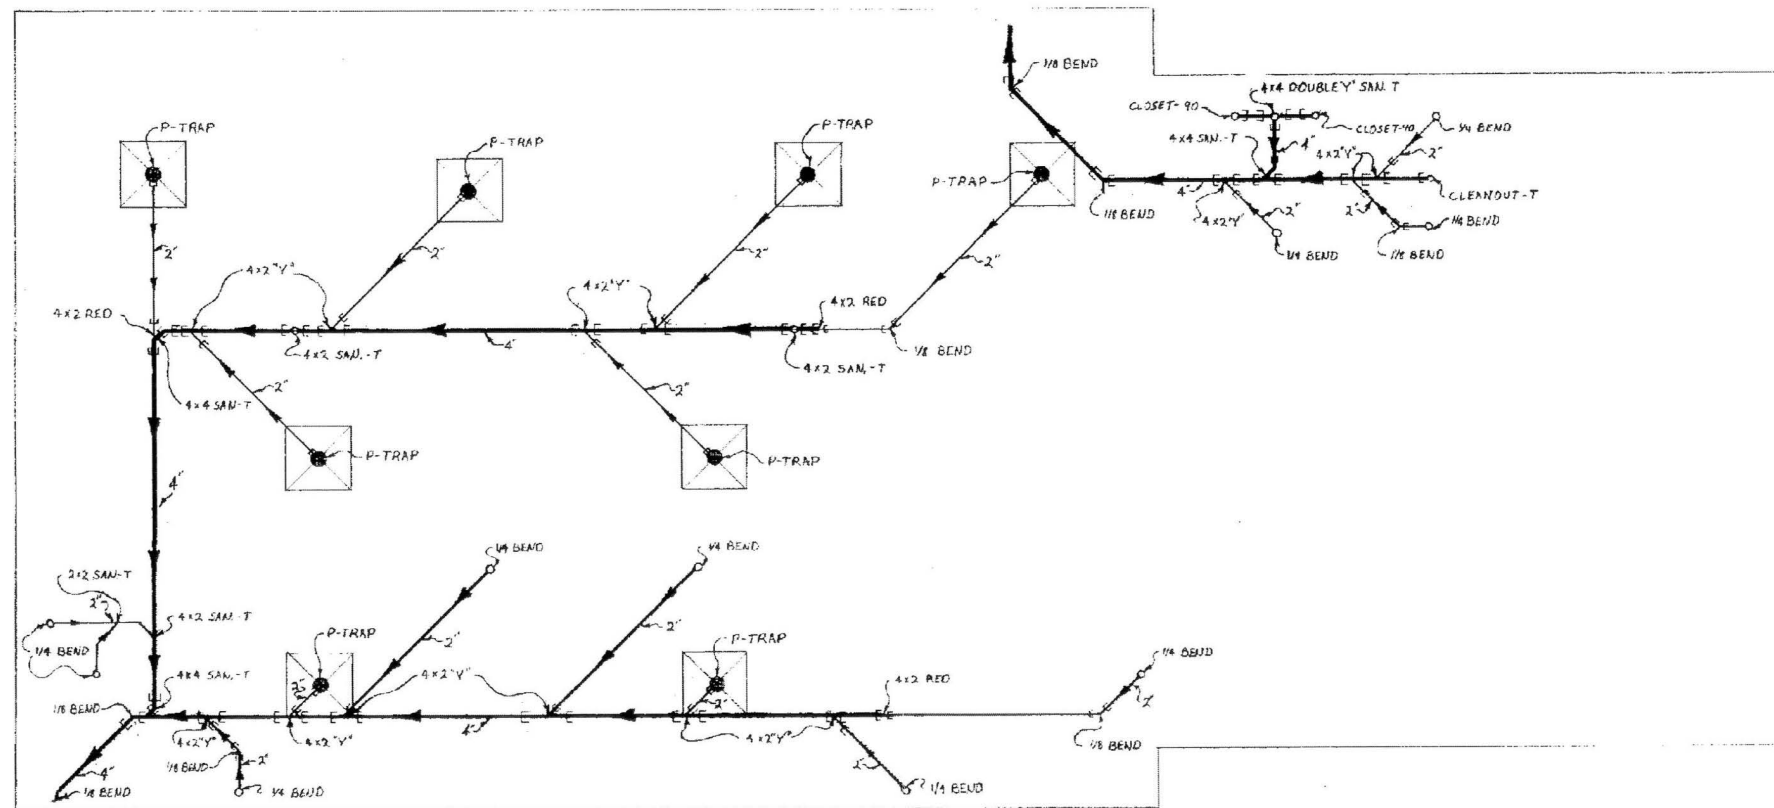 1/8 BEND
4x4 DOUBLE"Y" SAN.T
CLOSET-90
CLOSET-90
1/4 BEND
P-TRAP
P-TRAP
P-TRAP
4x4 SAN.-T
4"
4x2"Y"
2"
P-TRAP
4"
2"
2"
CLEANOUT-T
1/8 BEND
4x2"Y"
1/4 BEND
1/4 BEND
1/8 BEND
2"
2"
2"
2"
4x2"Y"
4x2"Y"
4x2 RED
4x2 RED
4x2 SAN.-T
4"
1/8 BEND
4x2 SAN.-T
2"
2"
4x4 SAN-T
P-TRAP
P-TRAP
4"
1/4 BEND
1/4 BEND
2x2 SAN-T
2"
4x2 SAN.-T
2"
2"
P-TRAP
P-TRAP
1/4 BEND
1/4 BEND
4x4 SAN.-T
2"
4x2"Y"
2"
4x2 RED
2"
1/8 BEND
4x2"Y"
4x2"Y"
4"
4x2"Y"
1/8 BEND
4"
1/8 BEND
2"
2"
1/8 BEND
1/4 BEND
1/4 BEND